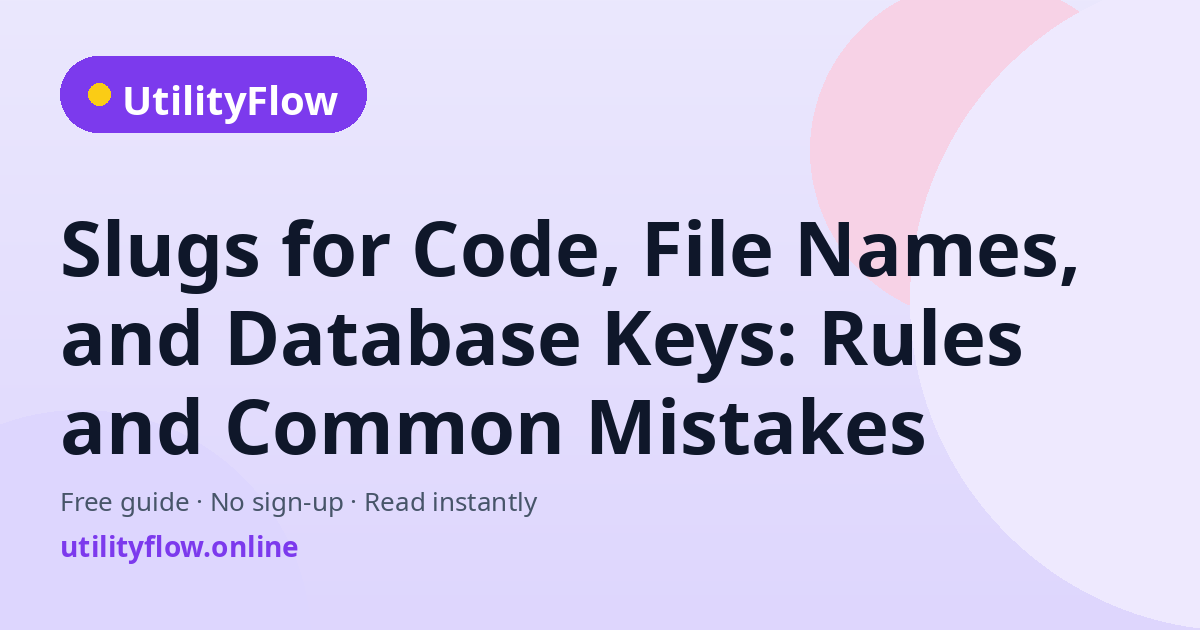 UtilityFlow
Slugs for Code, File Names,
and Database Keys: Rules
and Common Mistakes
Free guide · No sign-up · Read instantly
utilityflow.online